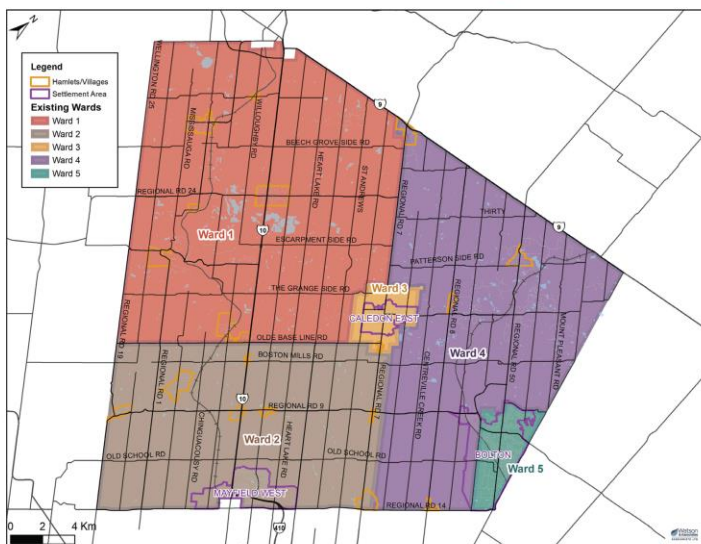 Z
Legend
Hamlets/Villages
Settlement Area
Existing Wards
Ward 1
Ward 2
Ward 3
Ward 4
Ward 5
WELLINGTON RD 25
MISSISSAUGA RD
WILLOUGHBY RD
9
BEECH GROVE SIDE RD
HEART LAKE RD
ST ANDREWS
REGIONAL RD 24
REGIONAL RD 7
THIRTY
9
Ward 1
10
ESCARPMENT SIDE RD
PATTERSON SIDE RD
THE GRANGE SIDE RD
Ward 3
CALEDON EAST
REGIONAL RD 8
REGIONAL RD 50
MOUNT PLEASANT RD
OLDE BASE LINE RD
REGIONAL RD 19
BOSTON MILLS RD
Ward 4
REGIONAL RD 1
REGIONAL RD 7
CENTREVILLE CREEK RD
10
REGIONAL RD 9
CHINGUACOUSY RD
Ward 2
HEART LAKE RD
OLD SCHOOL RD
OLD SCHOOL RD
BOLTON
Ward 5
MAYFIELD WEST
REGIONAL RD 14
410
0 2 4 Km
Watson